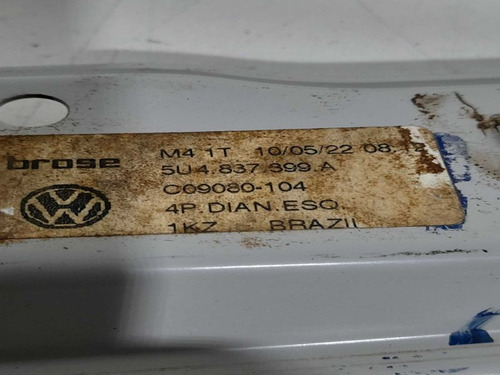 brose
M4 1T 10/05/22 08
5U4.837.399.A
C09080-104
4P.DIAN.ESQ.
1KZ BRAZIL